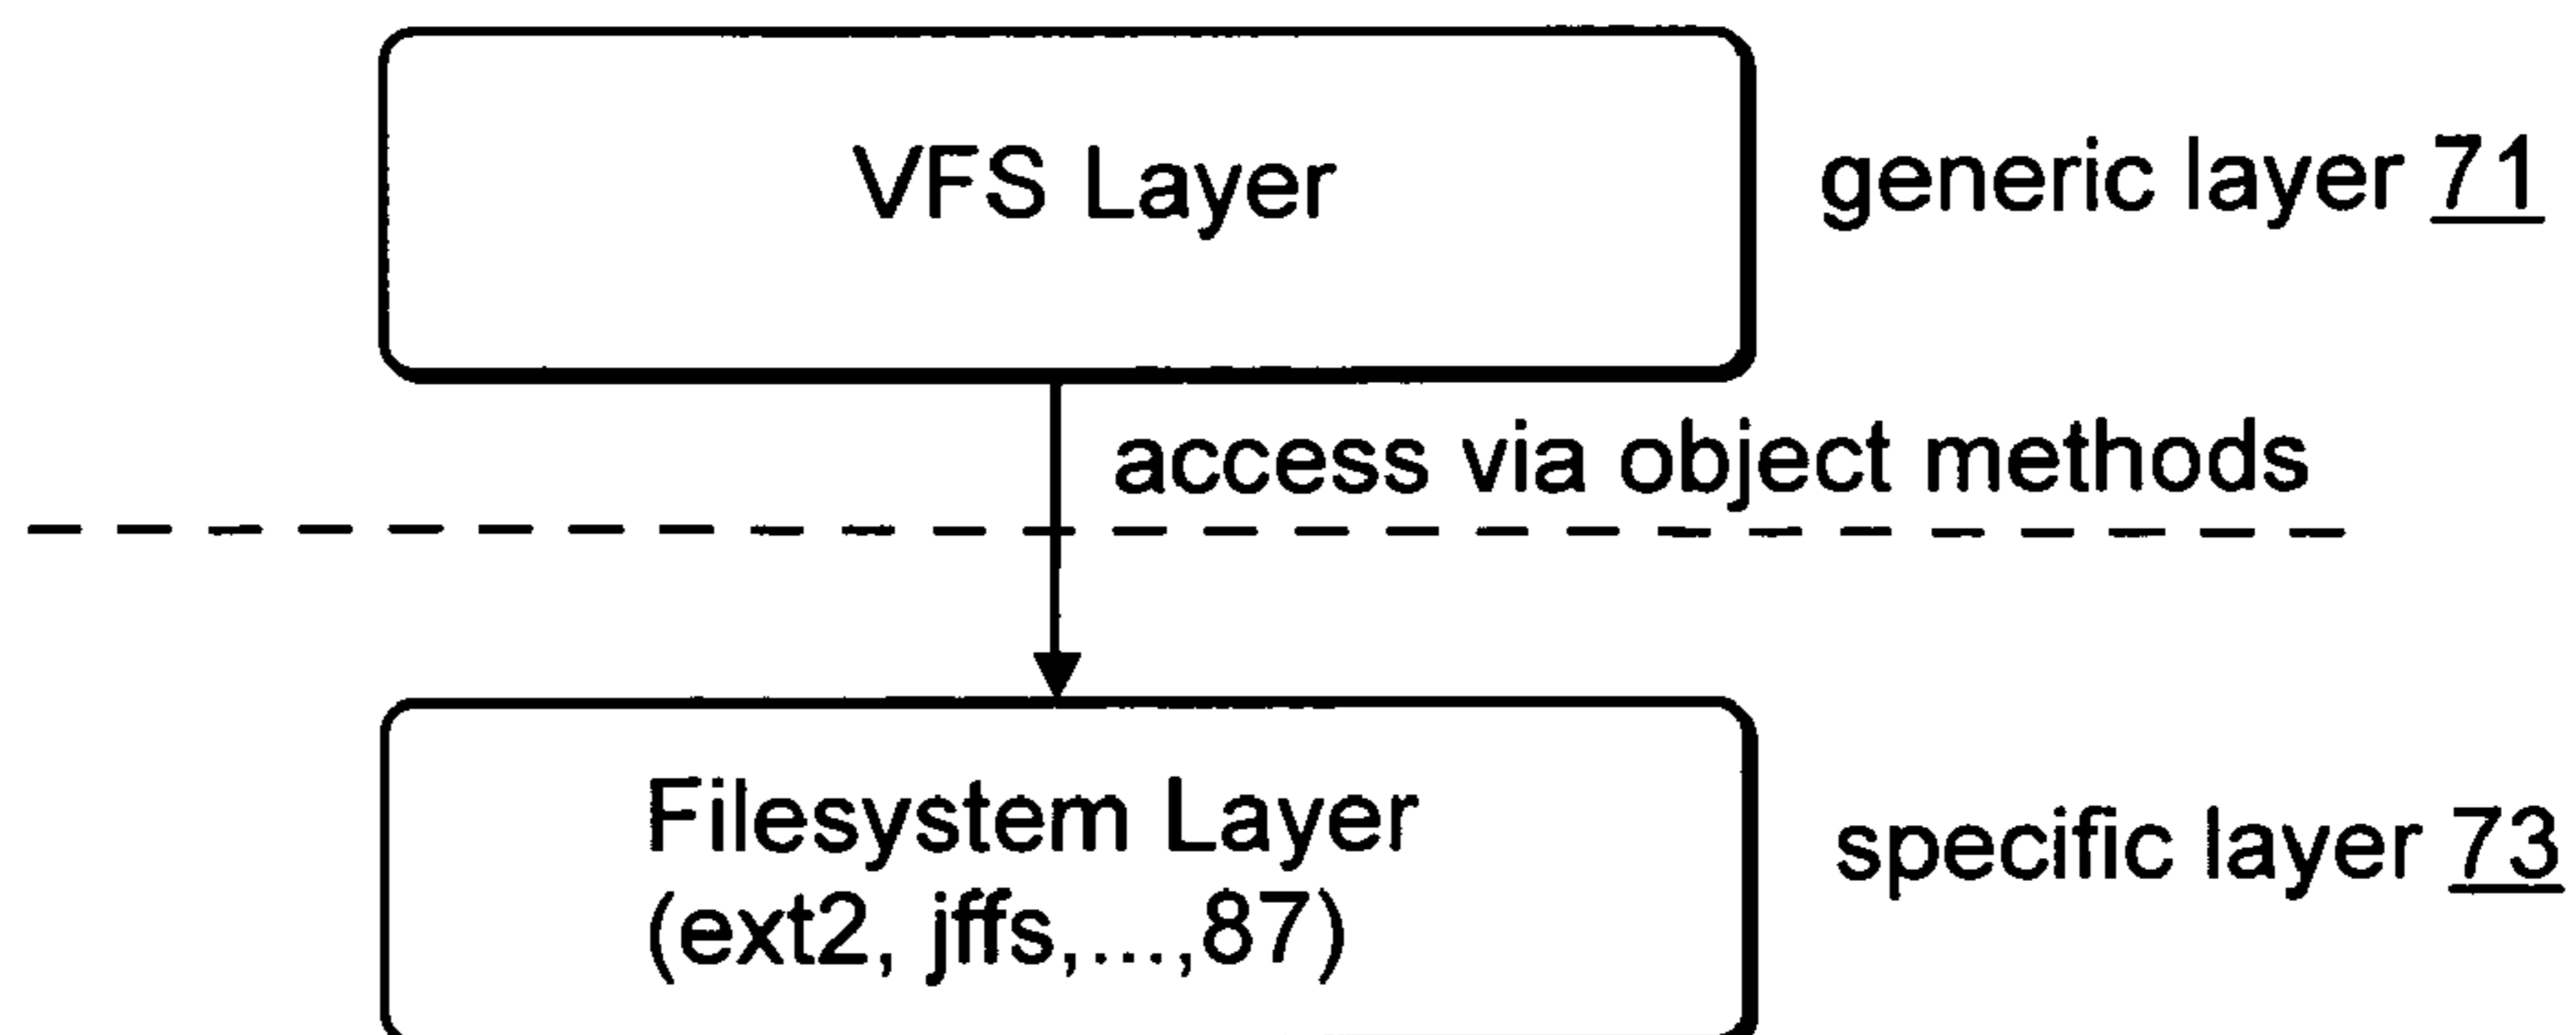 VFS Layer
generic layer 71
access via object methods
Filesystem Layer
(ext2, jffs,...,87)
specific layer 73